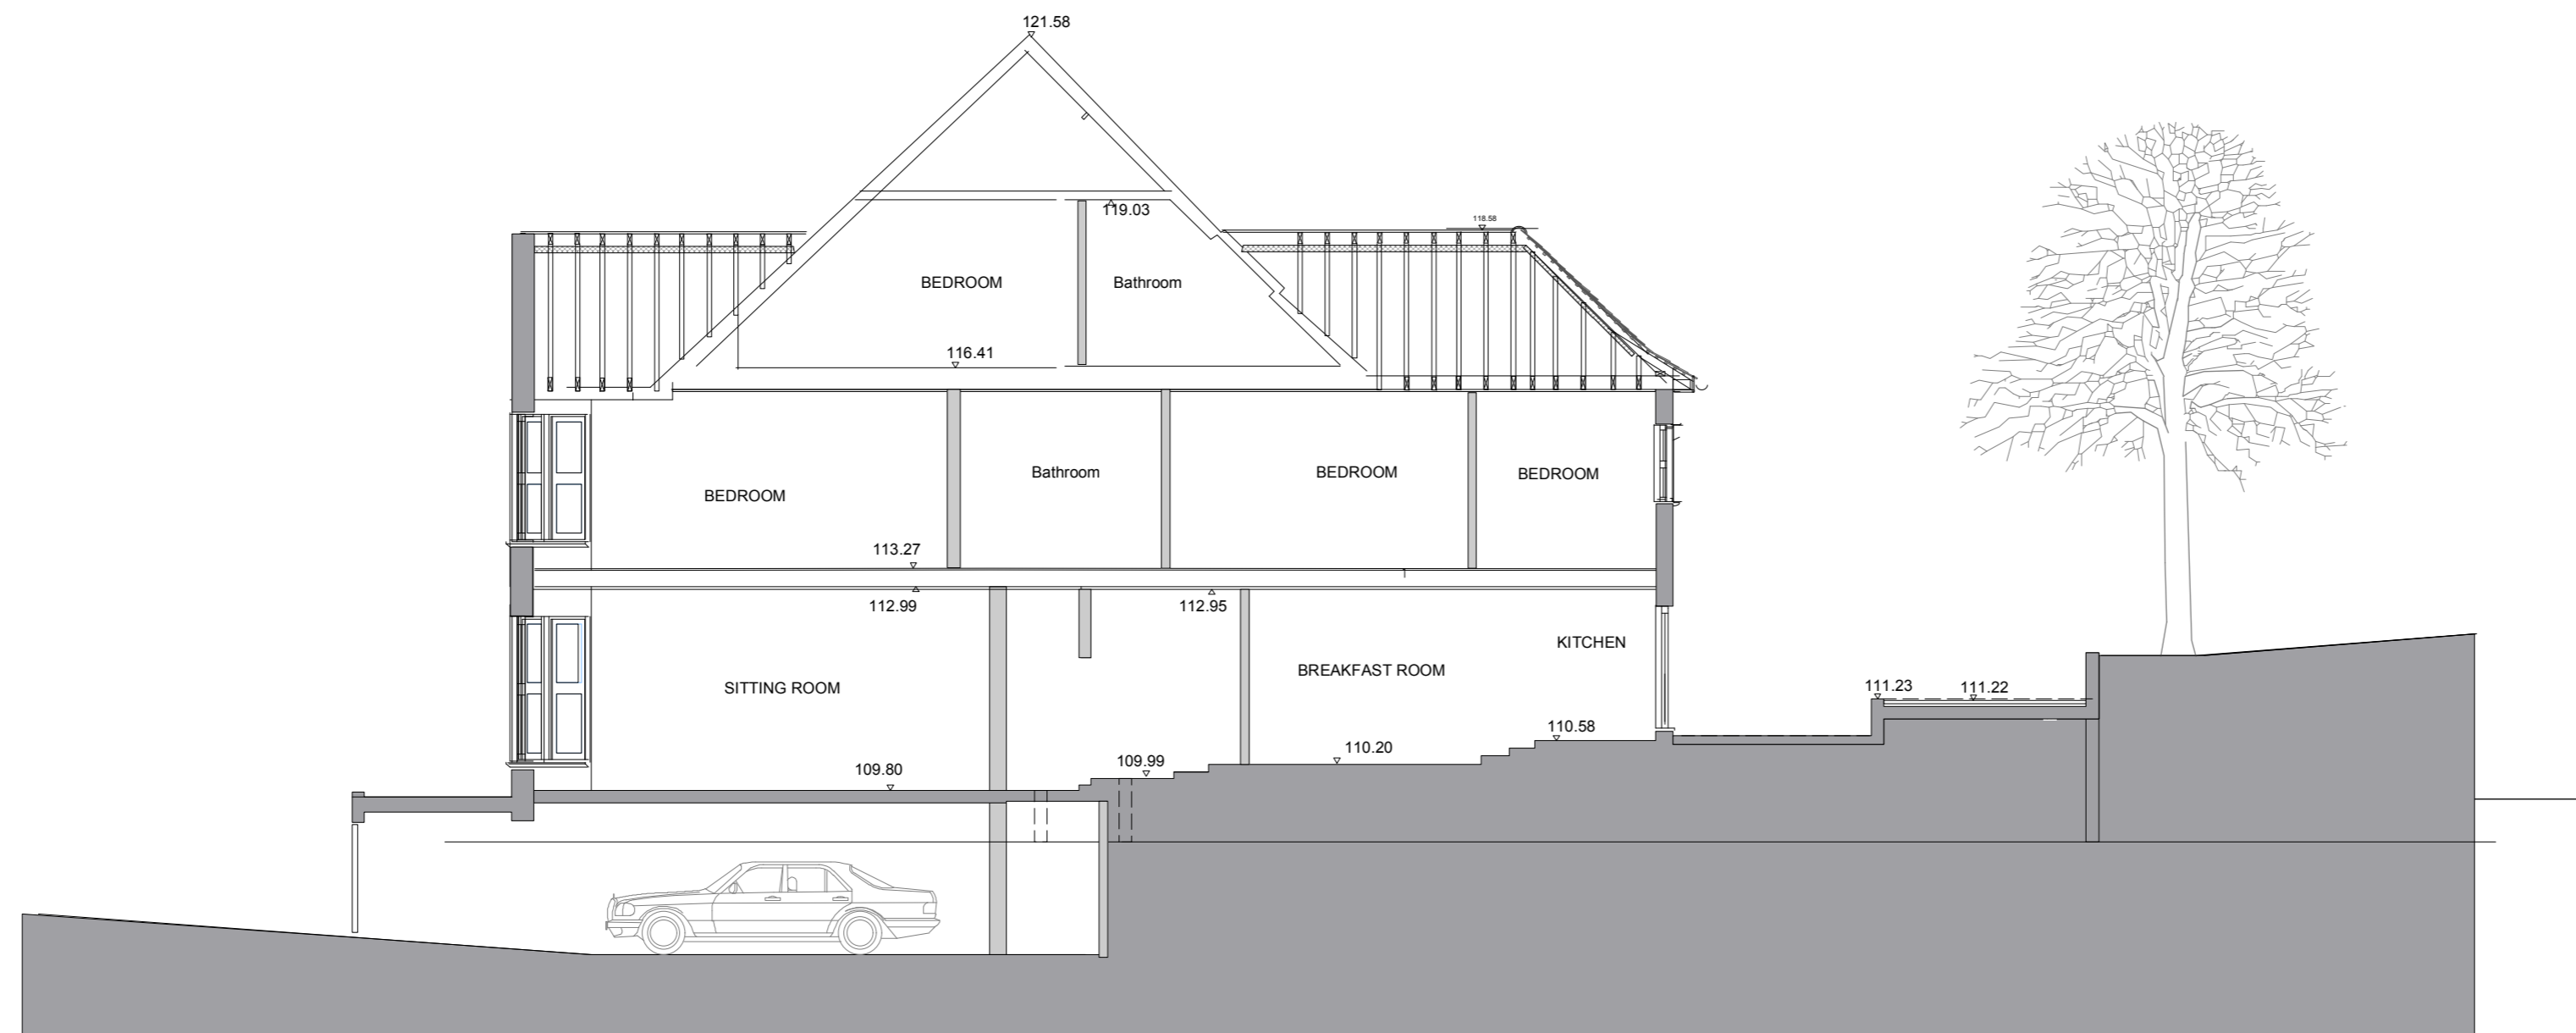 121.58
119.03
118.58
BEDROOM
Bathroom
116.41
BEDROOM
Bathroom
BEDROOM
BEDROOM
113.27
112.99
112.95
KITCHEN
BREAKFAST ROOM
SITTING ROOM
111.23
111.22
110.58
110.20
109.99
109.80